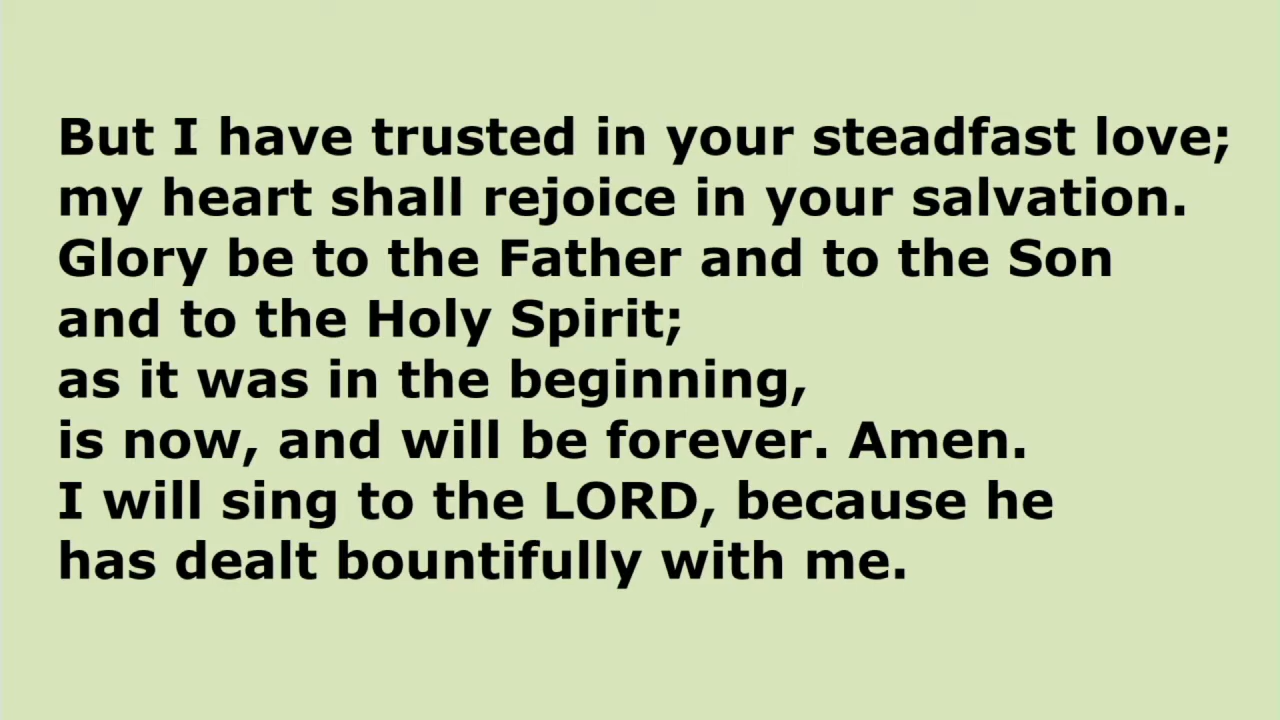 But I have trusted in your steadfast love;
my heart shall rejoice in your salvation.
Glory be to the Father and to the Son
and to the Holy Spirit;
as it was in the beginning,
is now, and will be forever. Amen.
I will sing to the LORD, because he
has dealt bountifully with me.